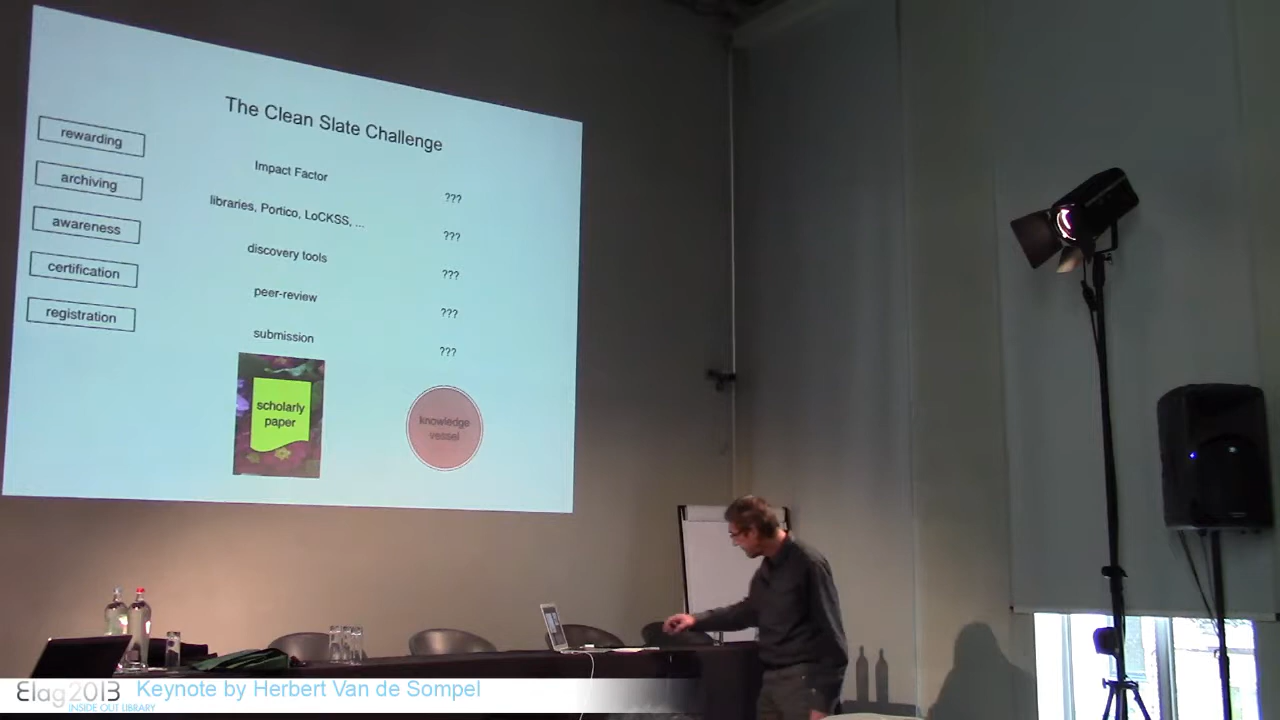 The Clean Slate Challenge
rewarding
Impact Factor
???
archiving
libraries, Portico, LoCKSS, ...
???
awareness
discovery tools
???
certification
peer-review
???
registration
submission
???
scholarly
paper
knowledge
vessel
Elag2013
INSIDE OUT LIBRARY
Keynote by Herbert Van de Sompel